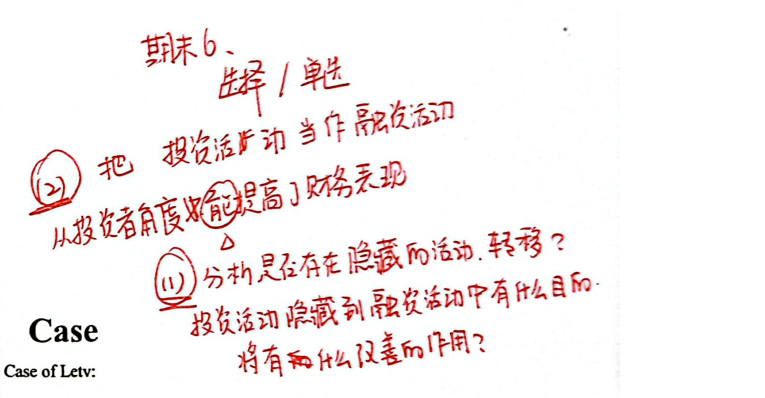 期末6、
选择/单选
(2) 把 投资活动 当作融资活动
从投资者角度 能提高了财务表现
(1) 分析是否存在隐藏的活动、转移？
投资活动隐藏到融资活动中有什么目的.
将有什么改善的作用？
Case
Case of Letv: